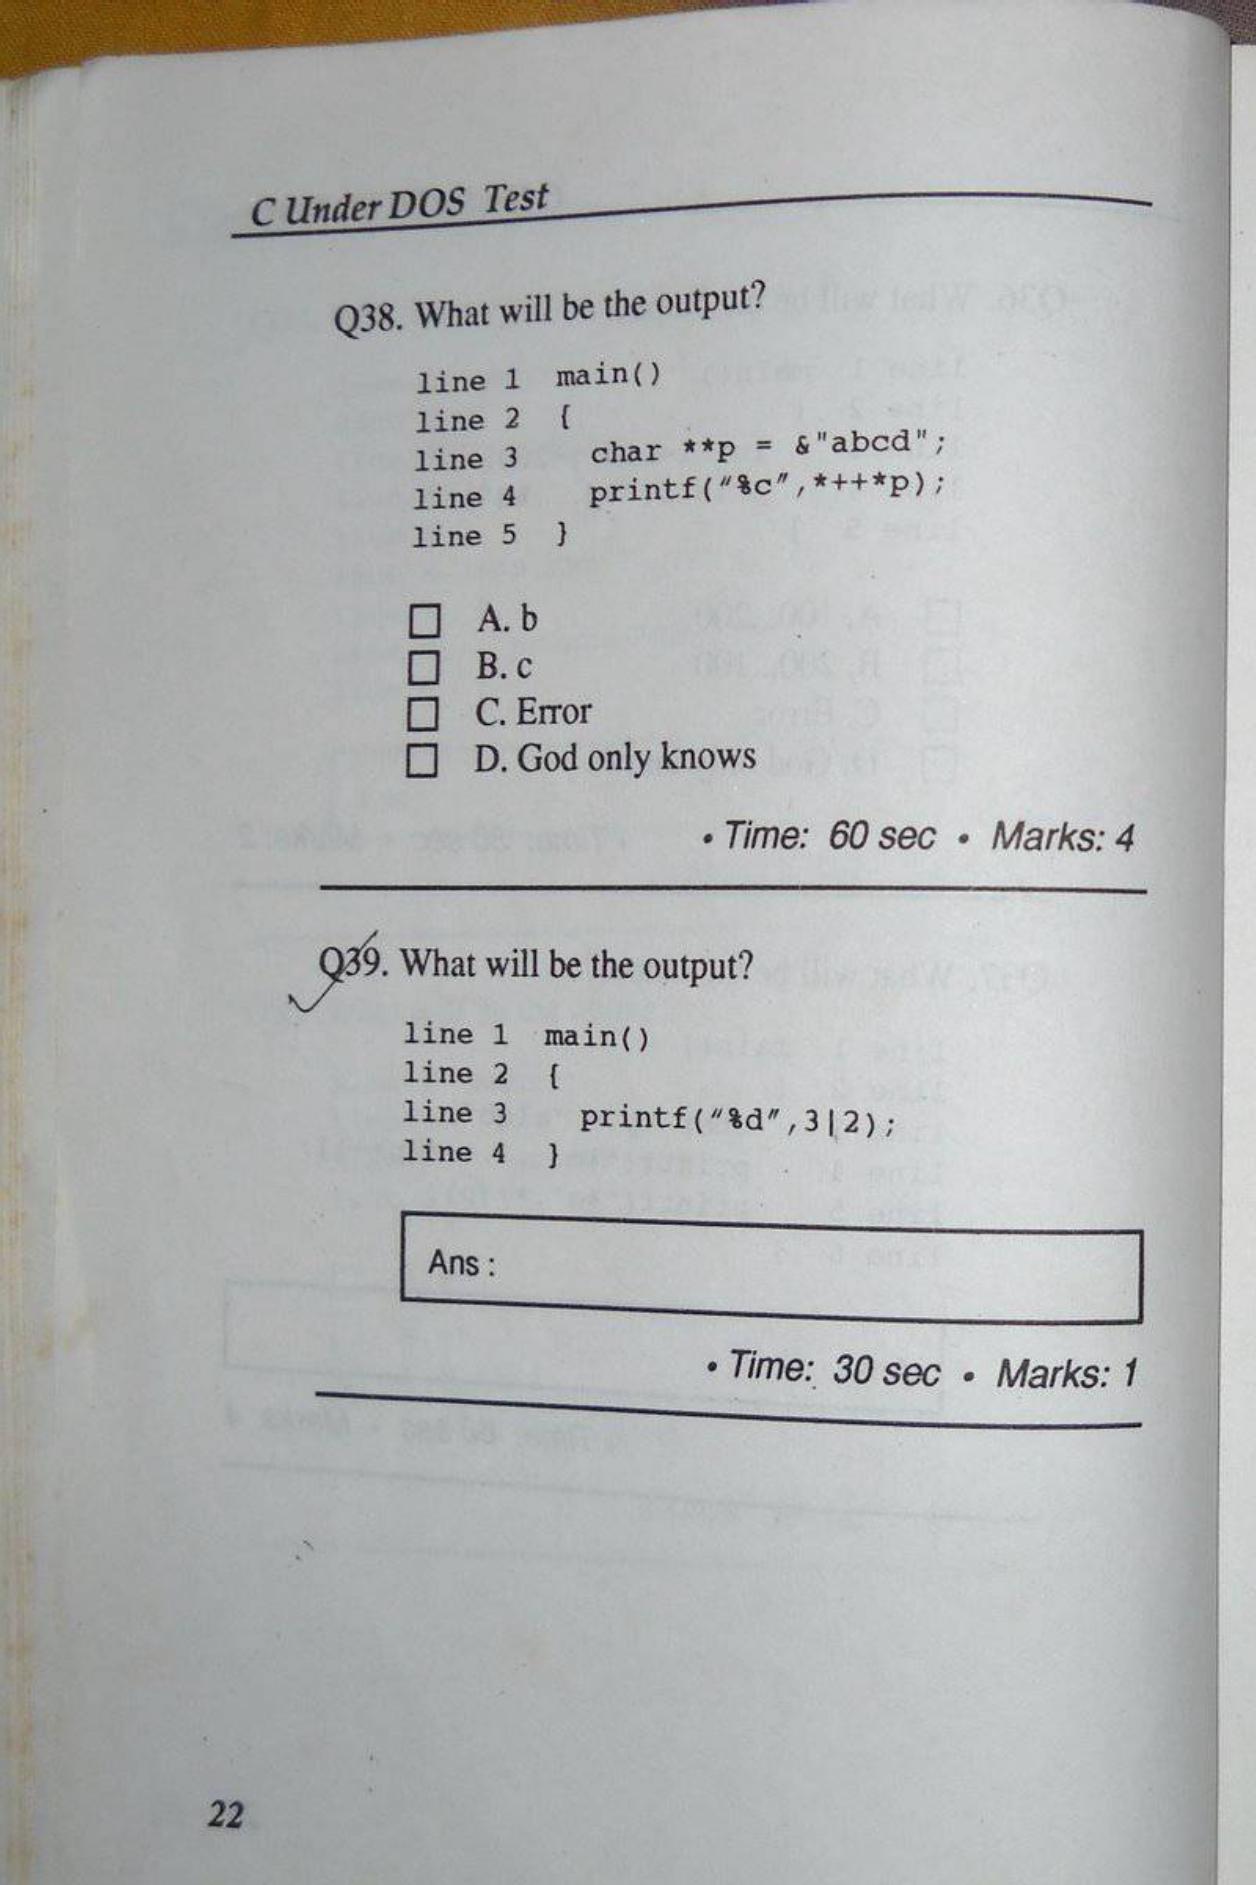 C Under DOS Test
Q38. What will be the output?
line 1 main()
line 2 {
line 3 char **p = &"abcd";
line 4 printf("%c",*++*p);
line 5 }
A. b
B. c
C. Error
D. God only knows
• Time: 60 sec • Marks: 4
Q39. What will be the output?
line 1 main()
line 2 {
line 3 printf("%d",3|2);
line 4 }
Ans :
• Time: 30 sec • Marks: 1
22